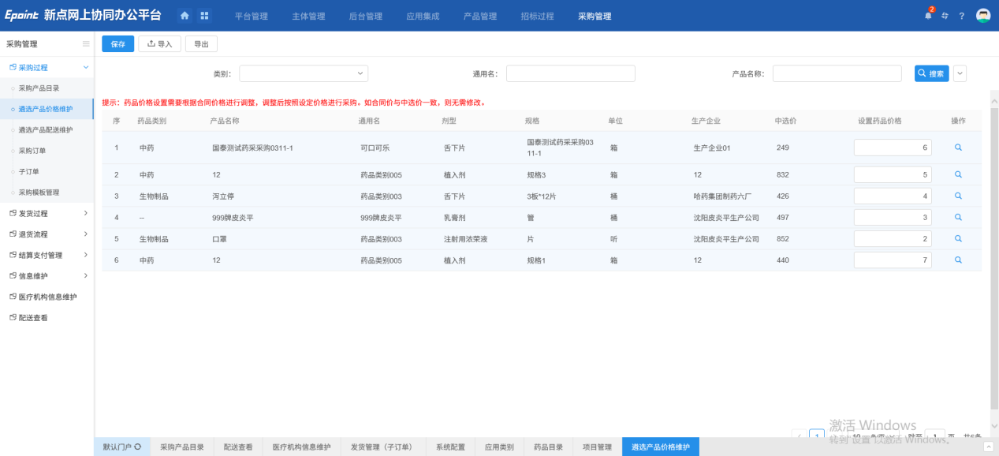 Epoint 新点网上协同办公平台 平台管理 主体管理 后台管理 应用集成 产品管理 招标过程 采购管理 2 ?
采购管理
保存 导入 导出
采购过程
采购产品目录
遴选产品价格维护
遴选产品配送维护
采购订单
子订单
采购模板管理
发货过程
退货流程
结算支付管理
信息维护
医疗机构信息维护
配送查看
类别: 通用名: 产品名称: 搜索
提示：药品价格设置需要根据合同价格进行调整，调整后按照设定价格进行采购。如合同价与中选价一致，则无需修改。
序 药品类别 产品名称 通用名 剂型 规格 单位 生产企业 中选价 设置药品价格 操作
1 中药 国泰测试药采采购0311-1 可口可乐 舌下片 国泰测试药采采购03
11-1 箱 生产企业01 249 6
2 中药 12 药品类别005 植入剂 规格3 箱 12 832 5
3 生物制品 泻立停 药品类别003 舌下片 3板*12片 桶 哈药集团制药六厂 426 4
4 -- 999牌皮炎平 999牌皮炎平 乳膏剂 管 桶 沈阳皮炎平生产公司 497 3
5 生物制品 口罩 药品类别003 注射用浓荣液 片 听 沈阳皮炎平生产公司 852 2
6 中药 12 药品类别005 植入剂 规格1 箱 12 440 7
激活 Windows
转到"设置"以激活 Windows。
1 10 条/页 跳至 1 页 共6条
默认门户 采购产品目录 配送查看 医疗机构信息维护 发货管理（子订单） 系统配置 应用类别 药品目录 项目管理 遴选产品价格维护